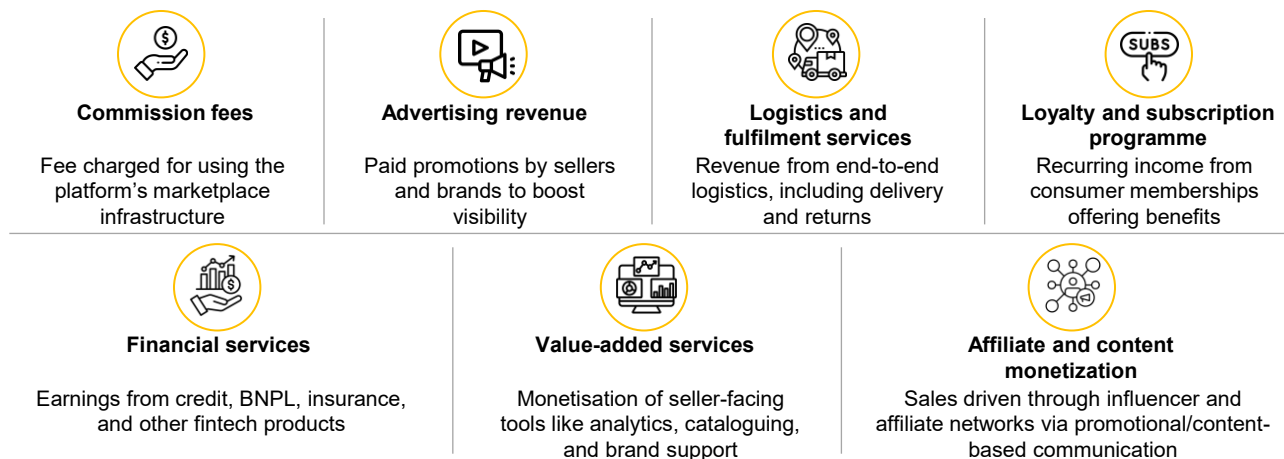 SUBS
Commission fees
Fee charged for using the
platform's marketplace
infrastructure
Advertising revenue
Paid promotions by sellers
and brands to boost
visibility
Logistics and
fulfilment services
Revenue from end-to-end
logistics, including delivery
and returns
Loyalty and subscription
programme
Recurring income from
consumer memberships
offering benefits
Financial services
Earnings from credit, BNPL, insurance,
and other fintech products
Value-added services
Monetisation of seller-facing
tools like analytics, cataloguing,
and brand support
Affiliate and content
monetization
Sales driven through influencer and
affiliate networks via promotional/content-
based communication